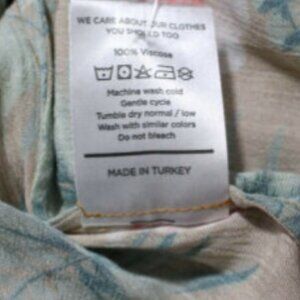 WE CARE ABOUT OUR CLOTHES
YOU SHOULD TOO
100% Viscose
Machine wash cold
Gentle cycle
Tumble dry normal / low
Wash with similar colors
Do not bleach
MADE IN TURKEY